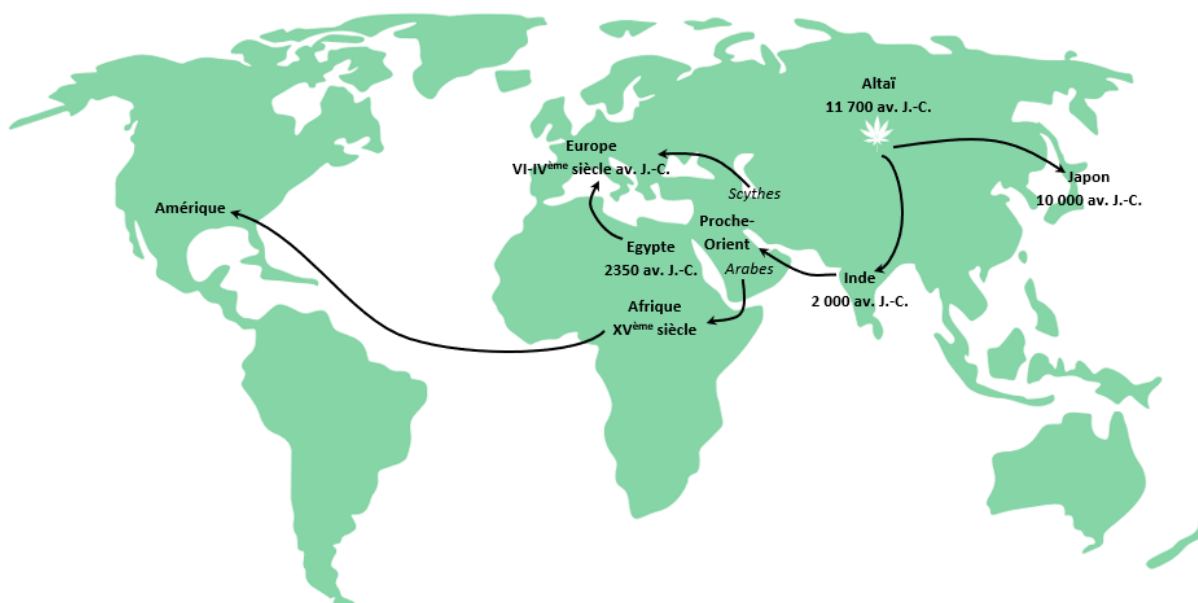 Altaï
11 700 av. J.-C.
Europe
VI-IVème siècle av. J.-C.
Japon
10 000 av. J.-C.
Scythes
Amérique
Proche-
Orient
Egypte
2350 av. J.-C.
Arabes
Inde
2 000 av. J.-C.
Afrique
XVème siècle